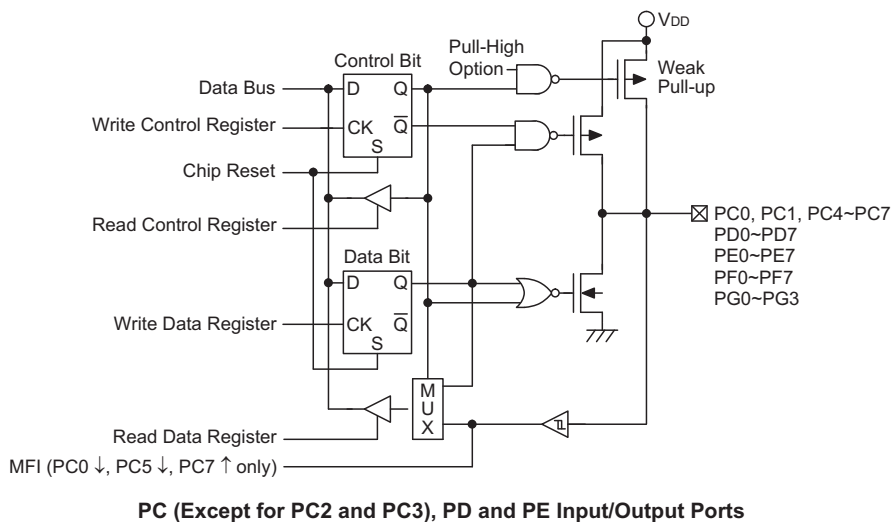 VDD
Control Bit
Pull-High
Option
Weak
Pull-up
Data Bus
D
Q
Write Control Register
CK
Q
S
Chip Reset
Read Control Register
PC0, PC1, PC4~PC7
PD0~PD7
PE0~PE7
PF0~PF7
PG0~PG3
Data Bit
D
Q
Write Data Register
CK
Q
S
M
U
X
Read Data Register
MFI (PC0 ↓, PC5 ↓, PC7 ↑ only)
PC (Except for PC2 and PC3), PD and PE Input/Output Ports